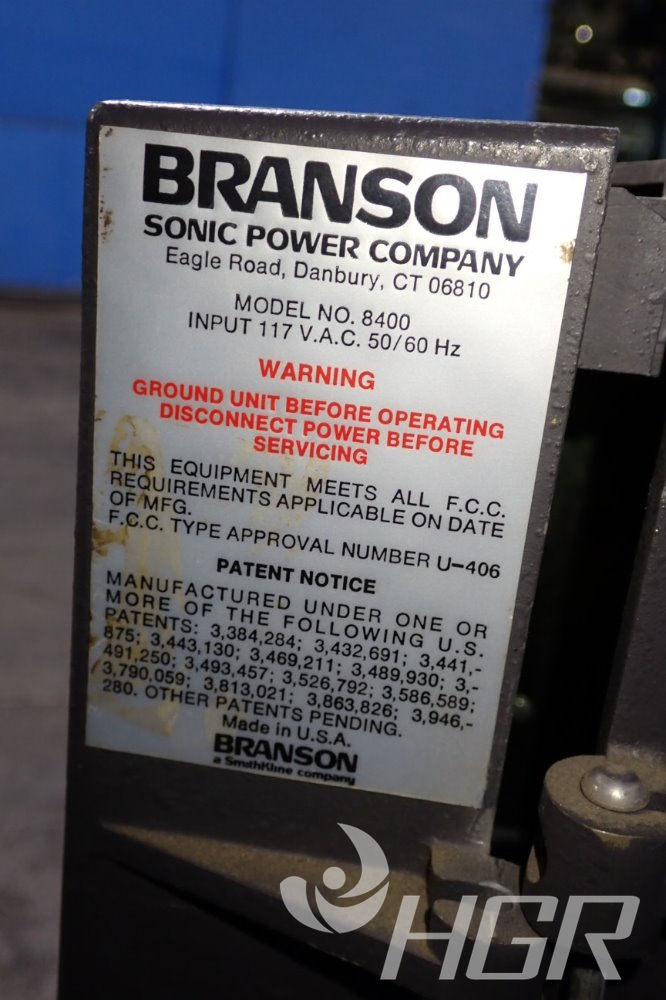 BRANSON
SONIC POWER COMPANY
Eagle Road, Danbury, CT 06810
MODEL NO. 8400
INPUT 117 V.A.C. 50/60 Hz
WARNING
GROUND UNIT BEFORE OPERATING
DISCONNECT POWER BEFORE
SERVICING
THIS EQUIPMENT MEETS ALL F.C.C.
REQUIREMENTS APPLICABLE ON DATE
OF MFG.
F.C.C. TYPE APPROVAL NUMBER U-406
PATENT NOTICE
MANUFACTURED UNDER ONE OR
MORE OF THE FOLLOWING U.S.
PATENTS: 3,384,284; 3,432,691; 3,441,-
875; 3,443,130; 3,469,211; 3,489,930; 3,-
491,250; 3,493,457; 3,526,792; 3,586,589;
3,790,059; 3,813,021; 3,863,826; 3,946,-
280. OTHER PATENTS PENDING.
Made in U.S.A.
BRANSON
a SmithKline company
HGR